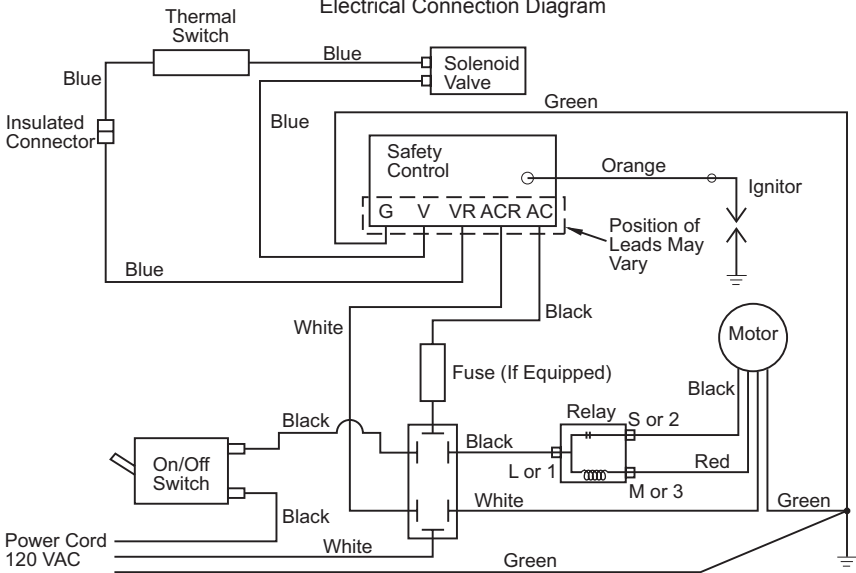 Electrical Connection Diagram
Thermal
Switch
Blue
Solenoid
Valve
Blue
Green
Insulated
Connector
Blue
Safety
Control
Orange
Ignitor
G V VR ACR AC
Position of
Leads May
Vary
Blue
White
Black
Motor
Fuse (If Equipped)
Black
Relay
S or 2
Black
Black
L or 1
Red
On/Off
Switch
M or 3
White
Green
Black
Power Cord
120 VAC
White
Green